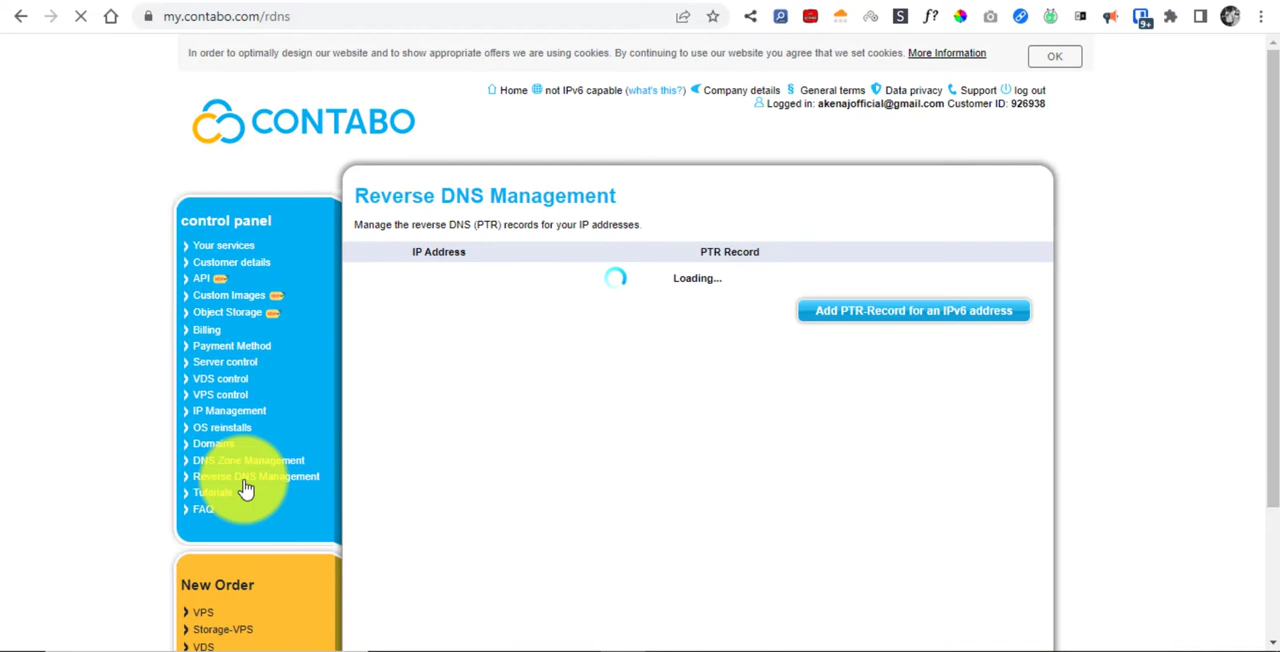 my.contabo.com/rdns
9+
In order to optimally design our website and to show appropriate offers we are using cookies. By continuing to use our website you agree that we set cookies. More Information
OK
Home not IPv6 capable (what's this?) Company details § General terms Data privacy Support log out
Logged in: akenajofficial@gmail.com Customer ID: 926938
CONTABO
Reverse DNS Management
Manage the reverse DNS (PTR) records for your IP addresses.
IP Address PTR Record
Loading...
Add PTR-Record for an IPv6 address
control panel
Your services
Customer details
API
Custom Images
Object Storage
Billing
Payment Method
Server control
VDS control
VPS control
IP Management
OS reinstalls
Domains
DNS Zone Management
Reverse DNS Management
Tutorials
FAQ
New Order
VPS
Storage-VPS
VDS